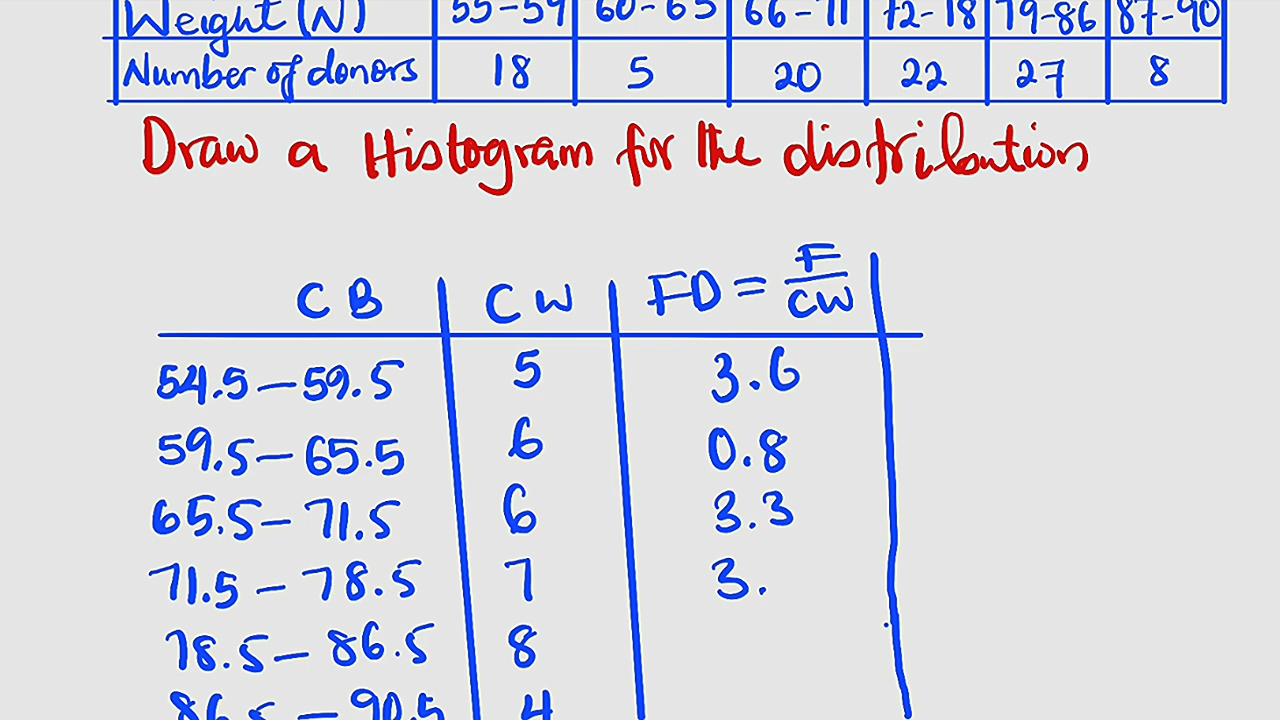 Weight (N) 55-59 60-65 66-71 72-78 79-86 87-90
Number of donors 18 5 20 22 27 8
Draw a Histogram for the distribution
CB CW FD = F/CW
54.5-59.5 5 3.6
59.5-65.5 6 0.8
65.5-71.5 6 3.3
71.5-78.5 7 3.
78.5-86.5 8
86.5-90.5 4